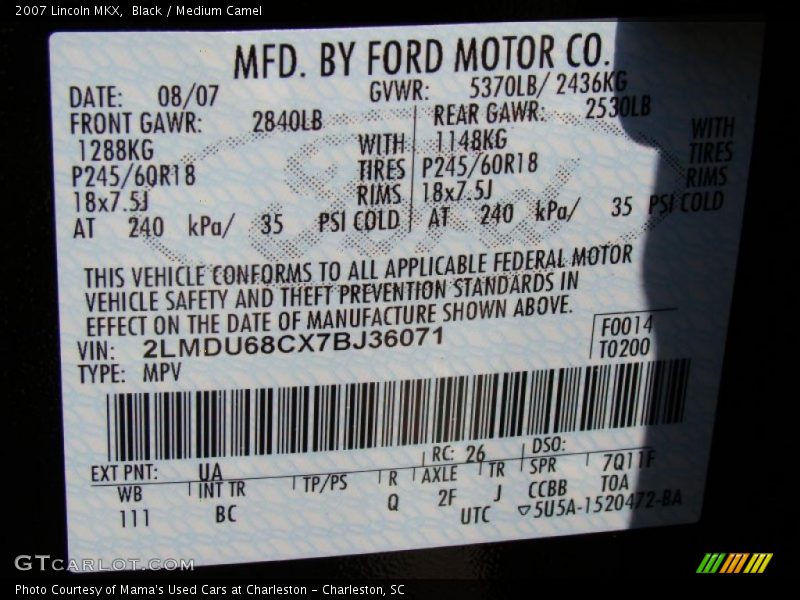 2007 Lincoln MKX, Black / Medium Camel
MFD. BY FORD MOTOR CO.
DATE: 08/07 GVWR: 5370LB/ 2436KG
FRONT GAWR: 2840LB REAR GAWR: 2530LB
1288KG WITH 1148KG WITH
P245/60R18 TIRES P245/60R18 TIRES
18x7.5J RIMS 18x7.5J RIMS
AT 240 kPa/ 35 PSI COLD AT 240 kPa/ 35 PSI COLD
THIS VEHICLE CONFORMS TO ALL APPLICABLE FEDERAL MOTOR
VEHICLE SAFETY AND THEFT PREVENTION STANDARDS IN
EFFECT ON THE DATE OF MANUFACTURE SHOWN ABOVE.
VIN: 2LMDU68CX7BJ36071 F0014
TYPE: MPV T0200
EXT PNT: UA RC: 26 DSO:
WB INT TR TP/PS R AXLE TR SPR 7Q11F
111 BC Q 2F J CCBB T0A
UTC ▽5U5A-1520472-BA
GTCARLOT.COM
Photo Courtesy of Mama's Used Cars at Charleston - Charleston, SC